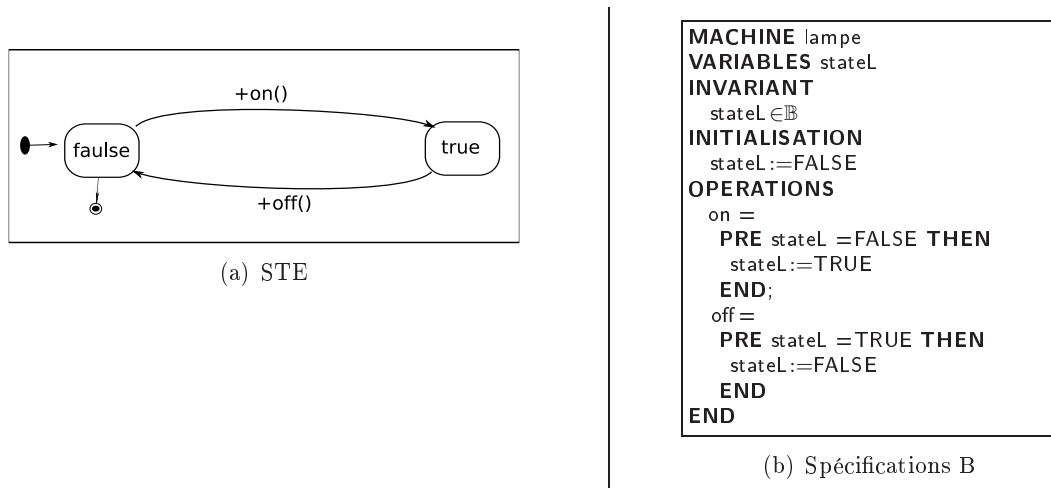 +on()
faulse
true
+off()
(a) STE
MACHINE lampe
VARIABLES stateL
INVARIANT
stateL∈𝔹
INITIALISATION
stateL:=FALSE
OPERATIONS
on =
PRE stateL =FALSE THEN
stateL:=TRUE
END;
off=
PRE stateL =TRUE THEN
stateL:=FALSE
END
END
(b) Spécifications B